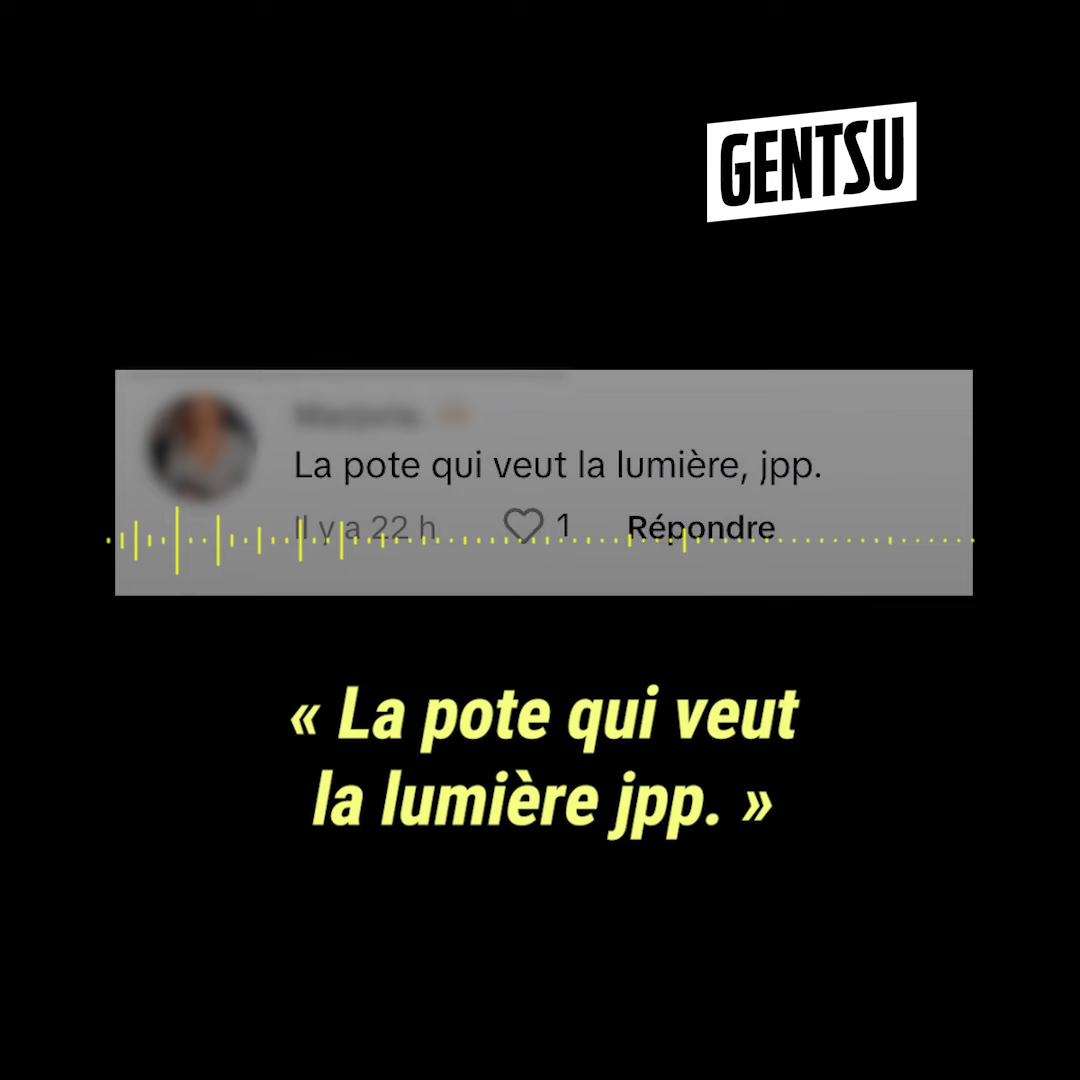 GENTSU
La pote qui veut la lumière, jpp.
Il y a 22 h 1 Répondre
« La pote qui veut
la lumière jpp. »